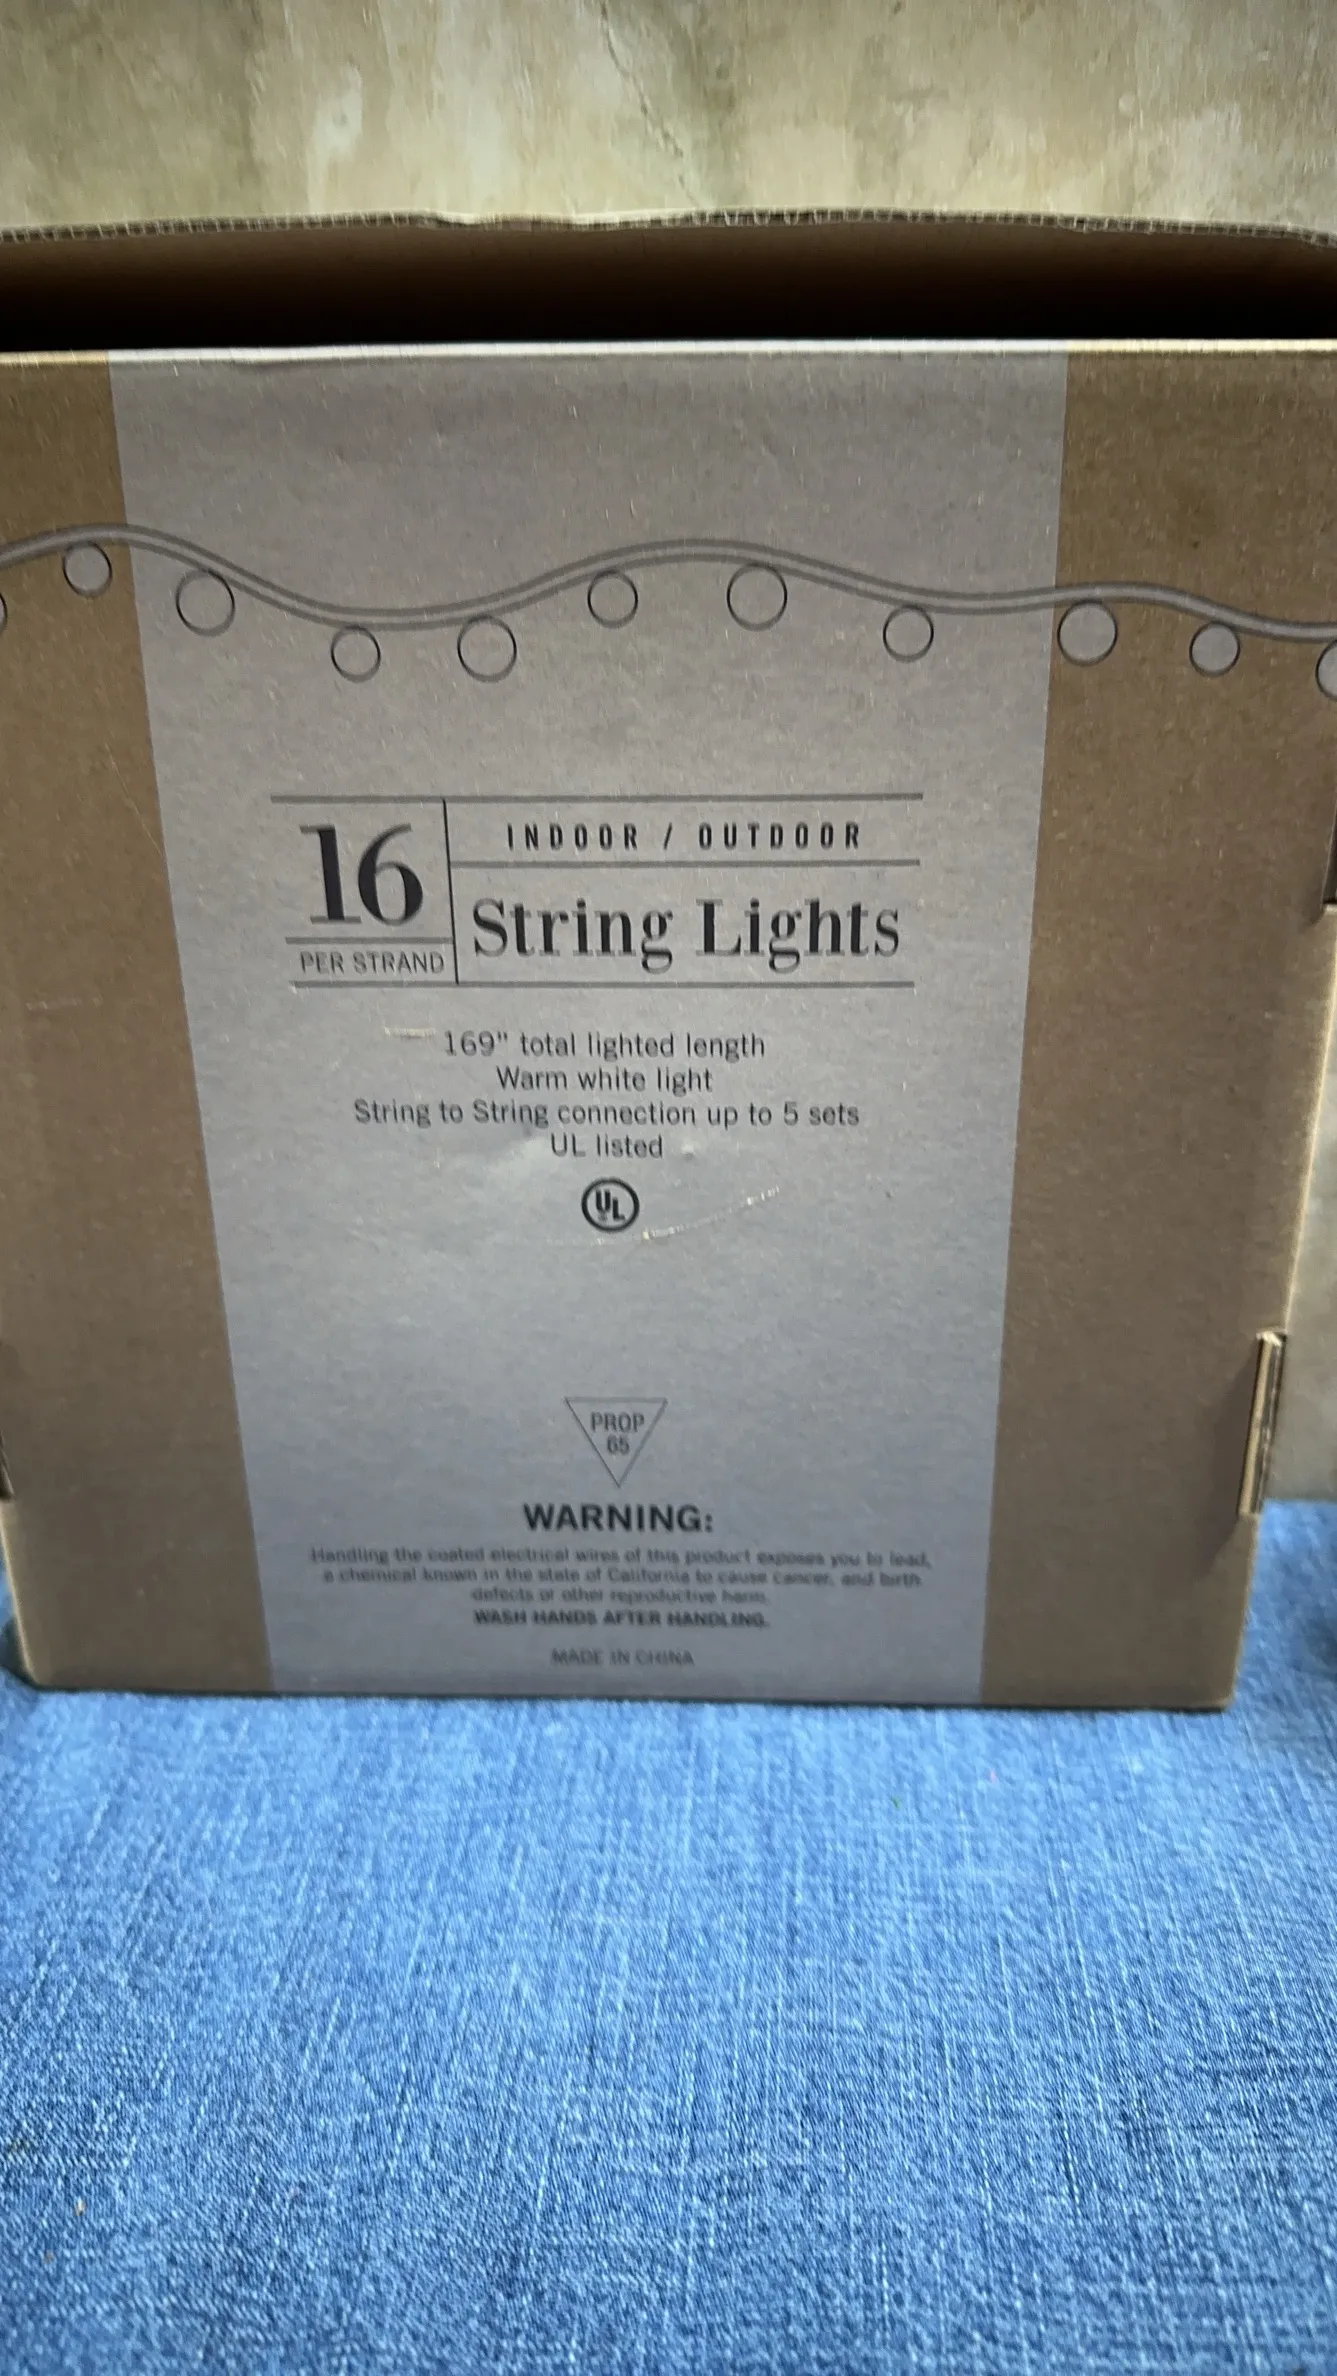 16
PER STRAND
INDOOR / OUTDOOR
String Lights
169" total lighted length
Warm white light
String to String connection up to 5 sets
UL listed
UL
PROP
65
WARNING:
Handling the coated electrical wires of this product exposes you to lead,
a chemical known in the state of California to cause cancer, and birth
defects or other reproductive harm.
WASH HANDS AFTER HANDLING.
MADE IN CHINA